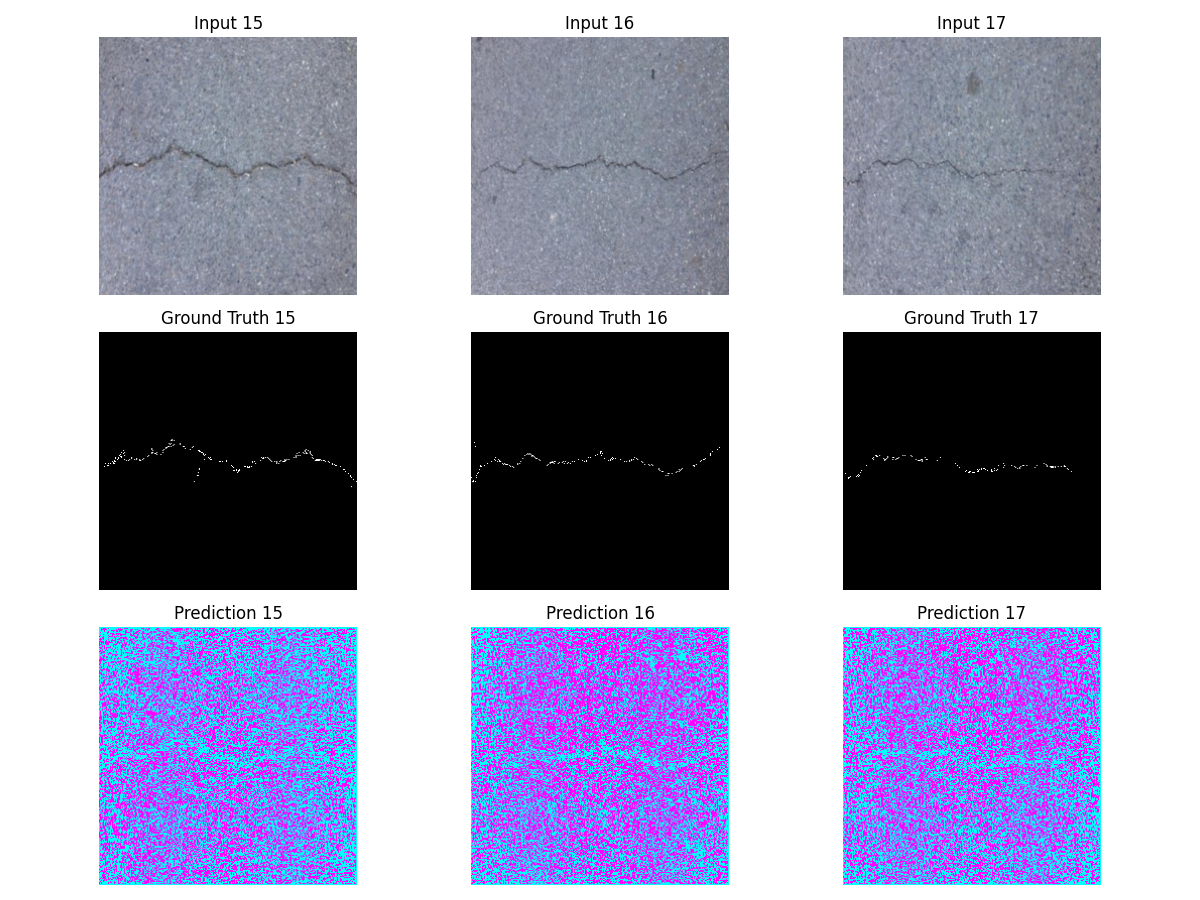 Input 15
Input 16
Input 17
Ground Truth 15
Ground Truth 16
Ground Truth 17
Prediction 15
Prediction 16
Prediction 17